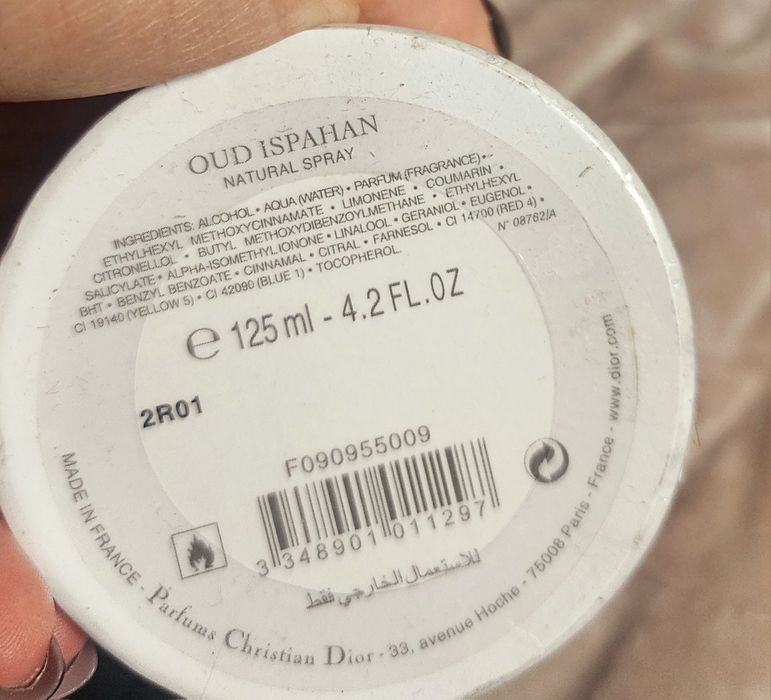 OUD ISPAHAN
NATURAL SPRAY
INGREDIENTS: ALCOHOL • AQUA (WATER) • PARFUM (FRAGRANCE) •
ETHYLHEXYL METHOXYCINNAMATE • LIMONENE • COUMARIN •
CITRONELLOL • BUTYL METHOXYDIBENZOYLMETHANE • ETHYLHEXYL
SALICYLATE • ALPHA-ISOMETHYL IONONE • LINALOOL • GERANIOL • EUGENOL •
BHT • BENZYL BENZOATE • CINNAMAL • CITRAL • FARNESOL • CI 14700 (RED 4) •
CI 19140 (YELLOW 5) • CI 42090 (BLUE 1) • TOCOPHEROL.
N° 08762/A
e 125 ml - 4.2 FL.OZ
2R01
F090955009
3 348901 011297
للاستعمال الخارجي فقط
MADE IN FRANCE - Parfums Christian Dior - 33, avenue Hoche - 75008 Paris - France - www.dior.com